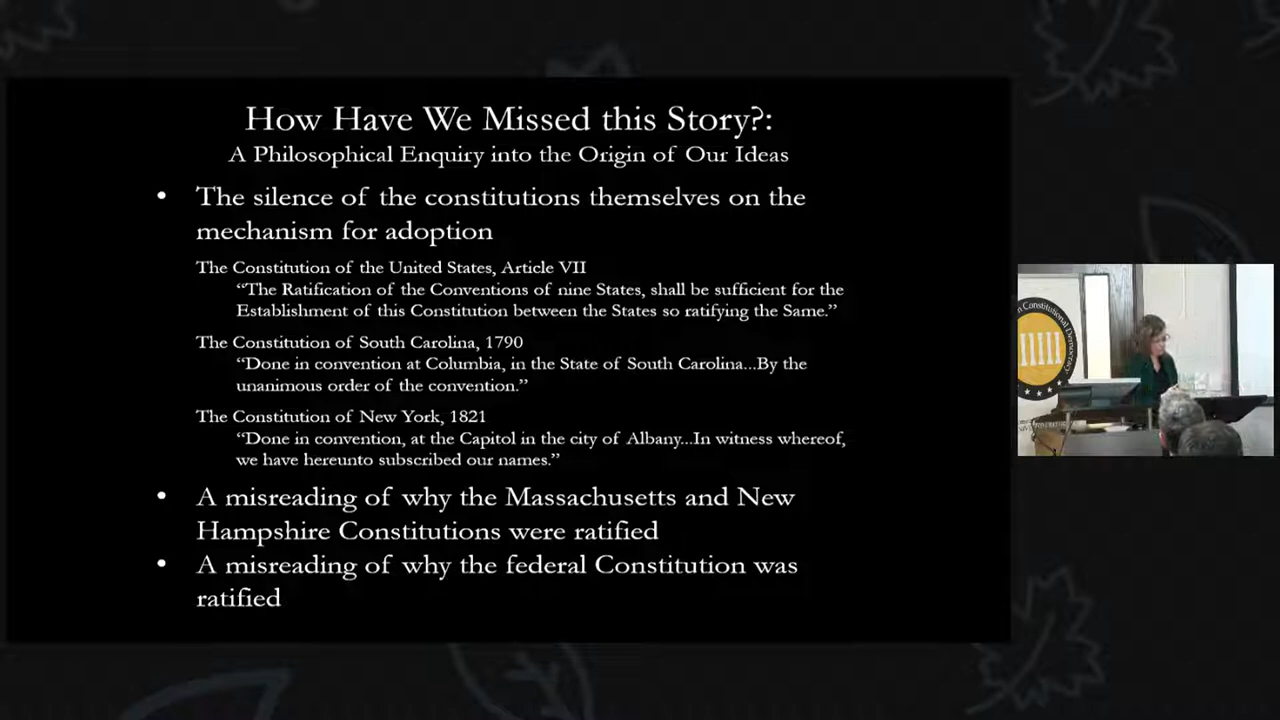 How Have We Missed this Story?:
A Philosophical Enquiry into the Origin of Our Ideas
• The silence of the constitutions themselves on the
mechanism for adoption
The Constitution of the United States, Article VII
“The Ratification of the Conventions of nine States, shall be sufficient for the
Establishment of this Constitution between the States so ratifying the Same.”
The Constitution of South Carolina, 1790
“Done in convention at Columbia, in the State of South Carolina...By the
unanimous order of the convention.”
The Constitution of New York, 1821
“Done in convention, at the Capitol in the city of Albany...In witness whereof,
we have hereunto subscribed our names.”
• A misreading of why the Massachusetts and New
Hampshire Constitutions were ratified
• A misreading of why the federal Constitution was
ratified
Constitutional Democracy